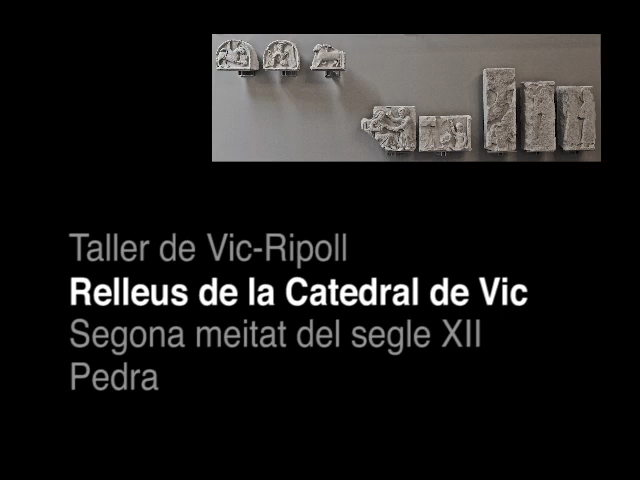 Taller de Vic-Ripoll
Relleus de la Catedral de Vic
Segona meitat del segle XII
Pedra